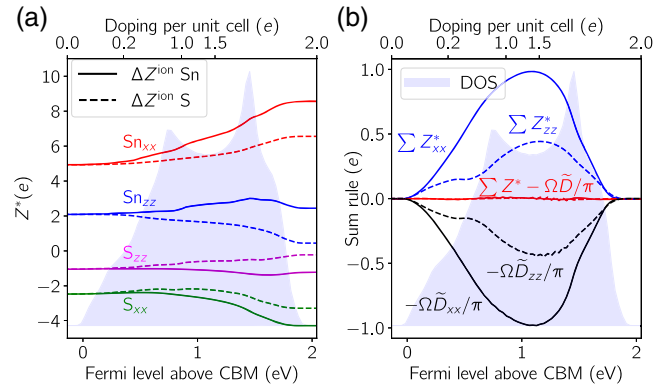 (a)
Doping per unit cell (e)
0.0 0.2 1.0 1.5 2.0
ΔZ^ion Sn
ΔZ^ion S
Sn_xx
Sn_zz
S_zz
S_xx
Z*(e)
10
8
6
4
2
0
−2
−4
0 1 2
Fermi level above CBM (eV)
(b)
Doping per unit cell (e)
0.0 0.2 1.0 1.5 2.0
DOS
∑ Z*_xx
∑ Z*_zz
∑ Z* − ΩD̃/π
−ΩD̃_zz/π
−ΩD̃_xx/π
Sum rule (e)
1.0
0.5
0.0
−0.5
−1.0
0 1 2
Fermi level above CBM (eV)